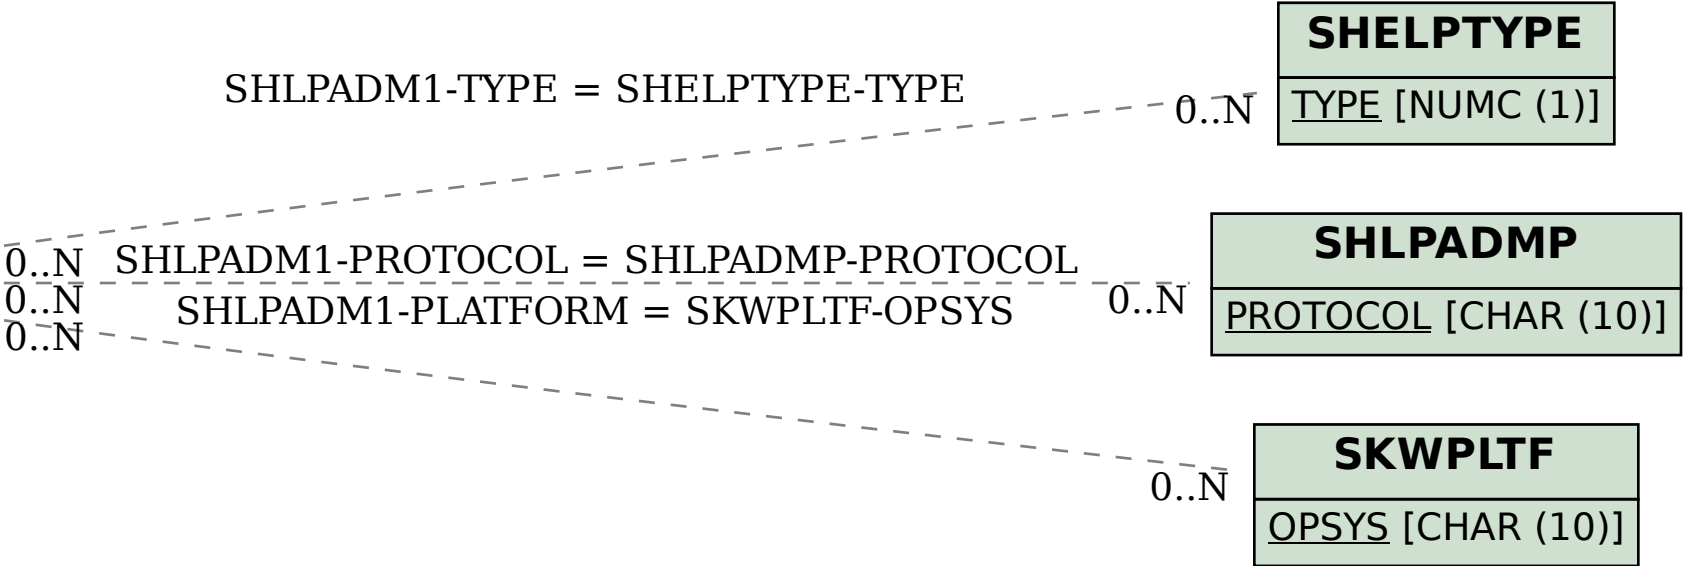 SHELPTYPE
SHLPADM1-TYPE = SHELPTYPE-TYPE
0..N
TYPE [NUMC (1)]
0..N
SHLPADM1-PROTOCOL = SHLPADMP-PROTOCOL
SHLPADMP
0..N
0..N
SHLPADM1-PLATFORM = SKWPLTF-OPSYS
PROTOCOL [CHAR (10)]
0..N
SKWPLTF
0..N
OPSYS [CHAR (10)]